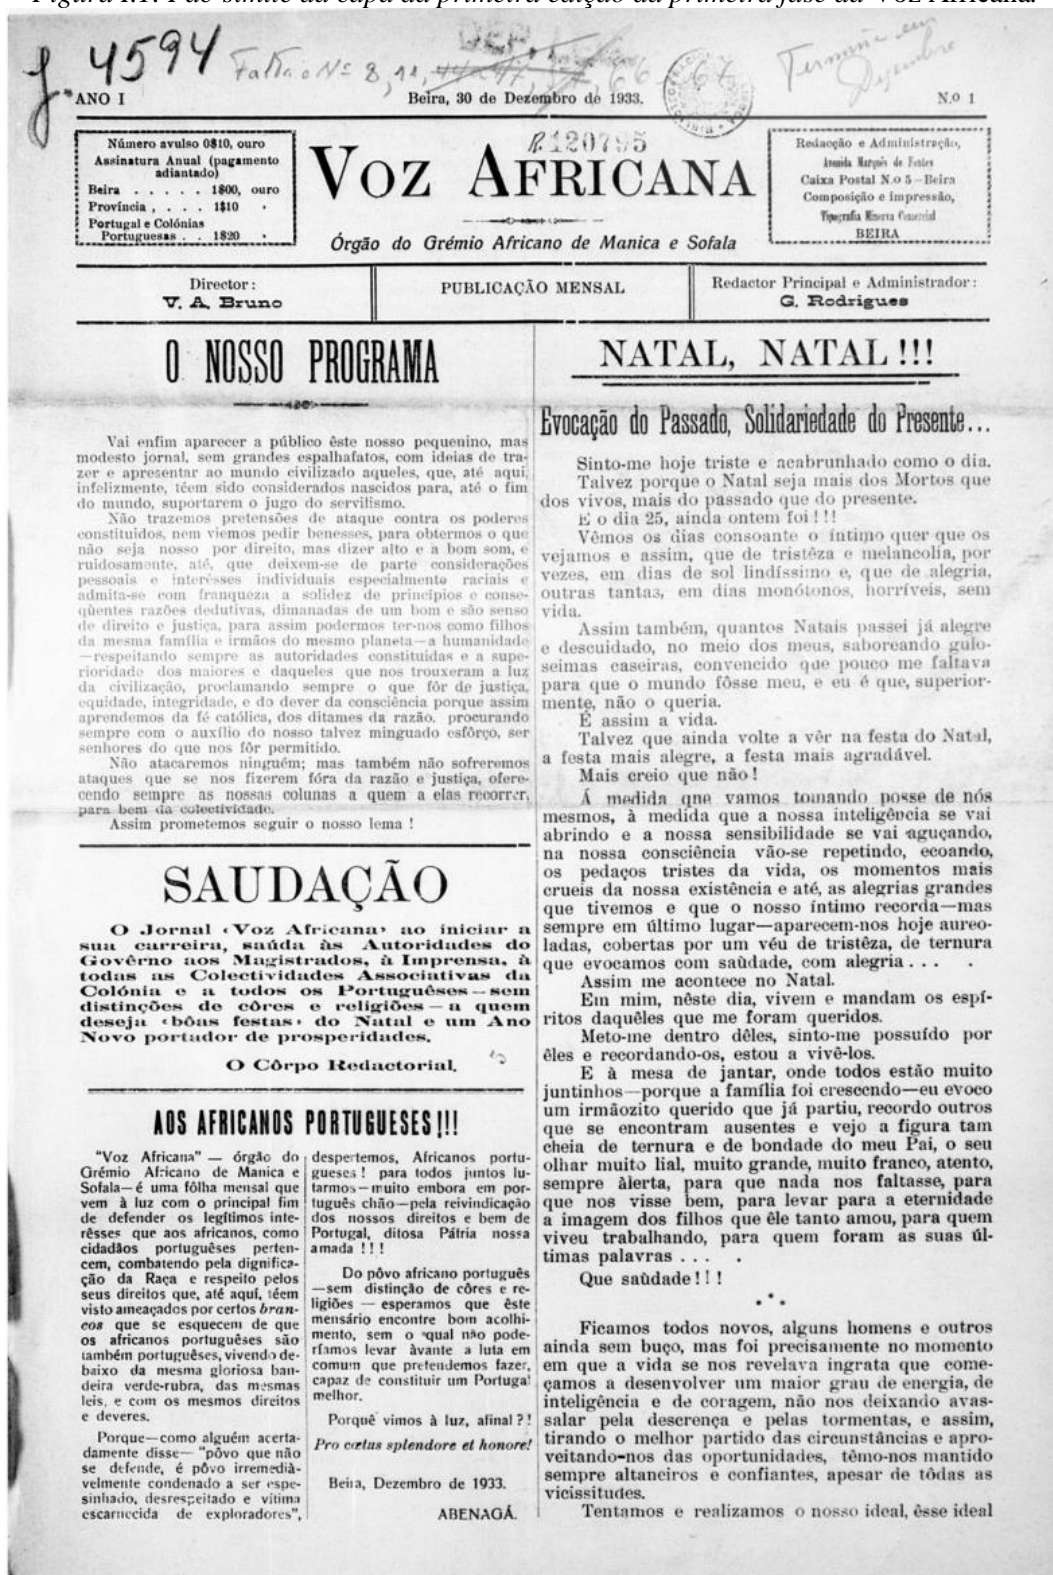 Figura I.1. Fac-símile da capa da primeira edição da primeira fase da Voz Africana.
4594
Falta o Nº 8, 11,
67
Termina em
Dezembro
ANO I
Beira, 30 de Dezembro de 1933.
N.o 1
R.120795
Número avulso 0$10, ouro
Assinatura Anual (pagamento
adiantado)
Beira . . . . . 1$00, ouro
Província , . . . 1$10 »
Portugal e Colónias
Portuguesas . . 1$20 »
VOZ AFRICANA
Órgão do Grémio Africano de Manica e Sofala
Redacção e Administração,
Avenida Marquês de Fontes
Caixa Postal N.o 5—Beira
Composição e impressão,
Tipografia Minerva Comercial
BEIRA
Director:
V. A. Bruno
PUBLICAÇÃO MENSAL
Redactor Principal e Administrador:
G. Rodrigues
O NOSSO PROGRAMA
Vai enfim aparecer a público êste nosso pequenino, mas
modesto jornal, sem grandes espalhafatos, com ideias de tra-
zer e apresentar ao mundo civilizado aqueles, que, até aqui,
infelizmente, têem sido considerados nascidos para, até o fim
do mundo, suportarem o jugo do servilismo.
Não trazemos pretensões de ataque contra os poderes
constituidos, nem viemos pedir benesses, para obtermos o que
não seja nosso por direito, mas dizer alto e a bom som, e
ruidosamente, até, que deixem-se de parte considerações
pessoais e interêsses individuais especialmente raciais e
admita-se com franqueza a solidez de princípios e conse-
qùentes razões dedutivas, dimanadas de um bom e são senso
de direito e justiça, para assim podermos ter-nos como filhos
da mesma família e irmãos do mesmo planeta—a humanidade
—respeitando sempre as autoridades constituidas e a supe-
rioridade dos maiores e daqueles que nos trouxeram a luz
da civilização, proclamando sempre o que fôr de justiça,
equidade, integridade, e do dever da consciência porque assim
aprendemos da fé católica, dos ditames da razão. procurando
sempre com o auxílio do nosso talvez minguado esfôrço, ser
senhores do que nos fôr permitido.
Não atacaremos ninguém; mas também não sofreremos
ataques que se nos fizerem fóra da razão e justiça, ofere-
cendo sempre as nossas colunas a quem a elas recorrer,
para bem da colectividade.
Assim prometemos seguir o nosso lema !
SAUDAÇÃO
O Jornal «Voz Africana» ao iniciar a
sua carreira, saúda às Autoridades do
Govêrno aos Magistrados, à Imprensa, à
todas as Colectividades Associativas da
Colónia e a todos os Portuguêses—sem
distinções de côres e religiões—a quem
deseja «bôas festas» do Natal e um Ano
Novo portador de prosperidades.
O Côrpo Redactorial.
AOS AFRICANOS PORTUGUESES!!!
"Voz Africana" — órgão do
Grémio Africano de Manica e
Sofala—é uma fôlha mensal que
vem à luz com o principal fim
de defender os legítimos inte-
rêsses que aos africanos, como
cidadãos portuguêses perten-
cem, combatendo pela dignifica-
ção da Raça e respeito pelos
seus direitos que, até aquí, têem
visto ameaçados por certos bran-
cos que se esquecem de que
os africanos portuguêses são
também portuguêses, vivendo de-
baixo da mesma gloriosa ban-
deira verde-rubra, das mesmas
leis, e com os mesmos direitos
e deveres.
Porque—como alguém acerta-
damente disse— "pôvo que não
se defende, é pôvo irremedià-
velmente condenado a ser espe-
sinhado, desrespeitado e vítima
escarnecida de exploradores",
despertemos, Africanos portu-
gueses! para todos juntos lu-
tarmos—muito embora em por-
tuguês chão—pela reivindicação
dos nossos direitos e bem de
Portugal, ditosa Pátria nossa
amada ! ! !
Do pôvo africano português
—sem distinção de côres e re-
ligiões — esperamos que êste
mensário encontre bom acolhi-
mento, sem o qual não pode-
ríamos levar àvante a luta em
comum que pretendemos fazer,
capaz de constituir um Portugal
melhor.
Porquê vimos à luz, afinal ?!
Pro cœtus splendore et honore!
Beira, Dezembro de 1933.
ABENAGÁ.
NATAL, NATAL!!!
Evocação do Passado, Solidariedade do Presente...
Sinto-me hoje triste e acabrunhado como o dia.
Talvez porque o Natal seja mais dos Mortos que
dos vivos, mais do passado que do presente.
E o dia 25, ainda ontem foi ! ! !
Vêmos os dias consoante o íntimo quer que os
vejamos e assim, que de tristêza e melancolia, por
vezes, em dias de sol lindíssimo e, que de alegria,
outras tantas, em dias monótonos, horríveis, sem
vida.
Assim também, quantos Natais passei já alegre
e descuidado, no meio dos meus, saboreando gulo-
seimas caseiras, convencido que pouco me faltava
para que o mundo fôsse meu, e eu é que, superior-
mente, não o queria.
É assim a vida.
Talvez que ainda volte a vêr na festa do Natal,
a festa mais alegre, a festa mais agradável.
Mais creio que não !
Á medida qne vamos tomando posse de nós
mesmos, à medida que a nossa inteligência se vai
abrindo e a nossa sensibilidade se vai aguçando,
na nossa consciência vão-se repetindo, ecoando,
os pedaços tristes da vida, os momentos mais
crueis da nossa existência e até, as alegrias grandes
que tivemos e que o nosso íntimo recorda—mas
sempre em último lugar—aparecem-nos hoje aureo-
ladas, cobertas por um véu de tristêza, de ternura
que evocamos com saùdade, com alegria . . . .
Assim me acontece no Natal.
Em mim, nêste dia, vivem e mandam os espí-
ritos daquêles que me foram queridos.
Meto-me dentro dêles, sinto-me possuído por
êles e recordando-os, estou a vivê-los.
E à mesa de jantar, onde todos estão muito
juntinhos—porque a família foi crescendo—eu evoco
um irmãozito querido que já partiu, recordo outros
que se encontram ausentes e vejo a figura tam
cheia de ternura e de bondade do meu Pai, o seu
olhar muito lial, muito grande, muito franco, atento,
sempre àlerta, para que nada nos faltasse, para
que nos visse bem, para levar para a eternidade
a imagem dos filhos que êle tanto amou, para quem
viveu trabalhando, para quem foram as suas úl-
timas palavras . . . .
Que saùdade ! ! !
* * *
Ficamos todos novos, alguns homens e outros
ainda sem buço, mas foi precisamente no momento
em que a vida se nos revelava ingrata que come-
çamos a desenvolver um maior grau de energia, de
inteligência e de coragem, não nos deixando avas-
salar pela descrença e pelas tormentas, e assim,
tirando o melhor partido das circunstâncias e apro-
veitando-nos das oportunidades, têmo-nos mantido
sempre altaneiros e confiantes, apesar de tôdas as
vicissitudes.
Tentamos e realizamos o nosso ideal, êsse ideal